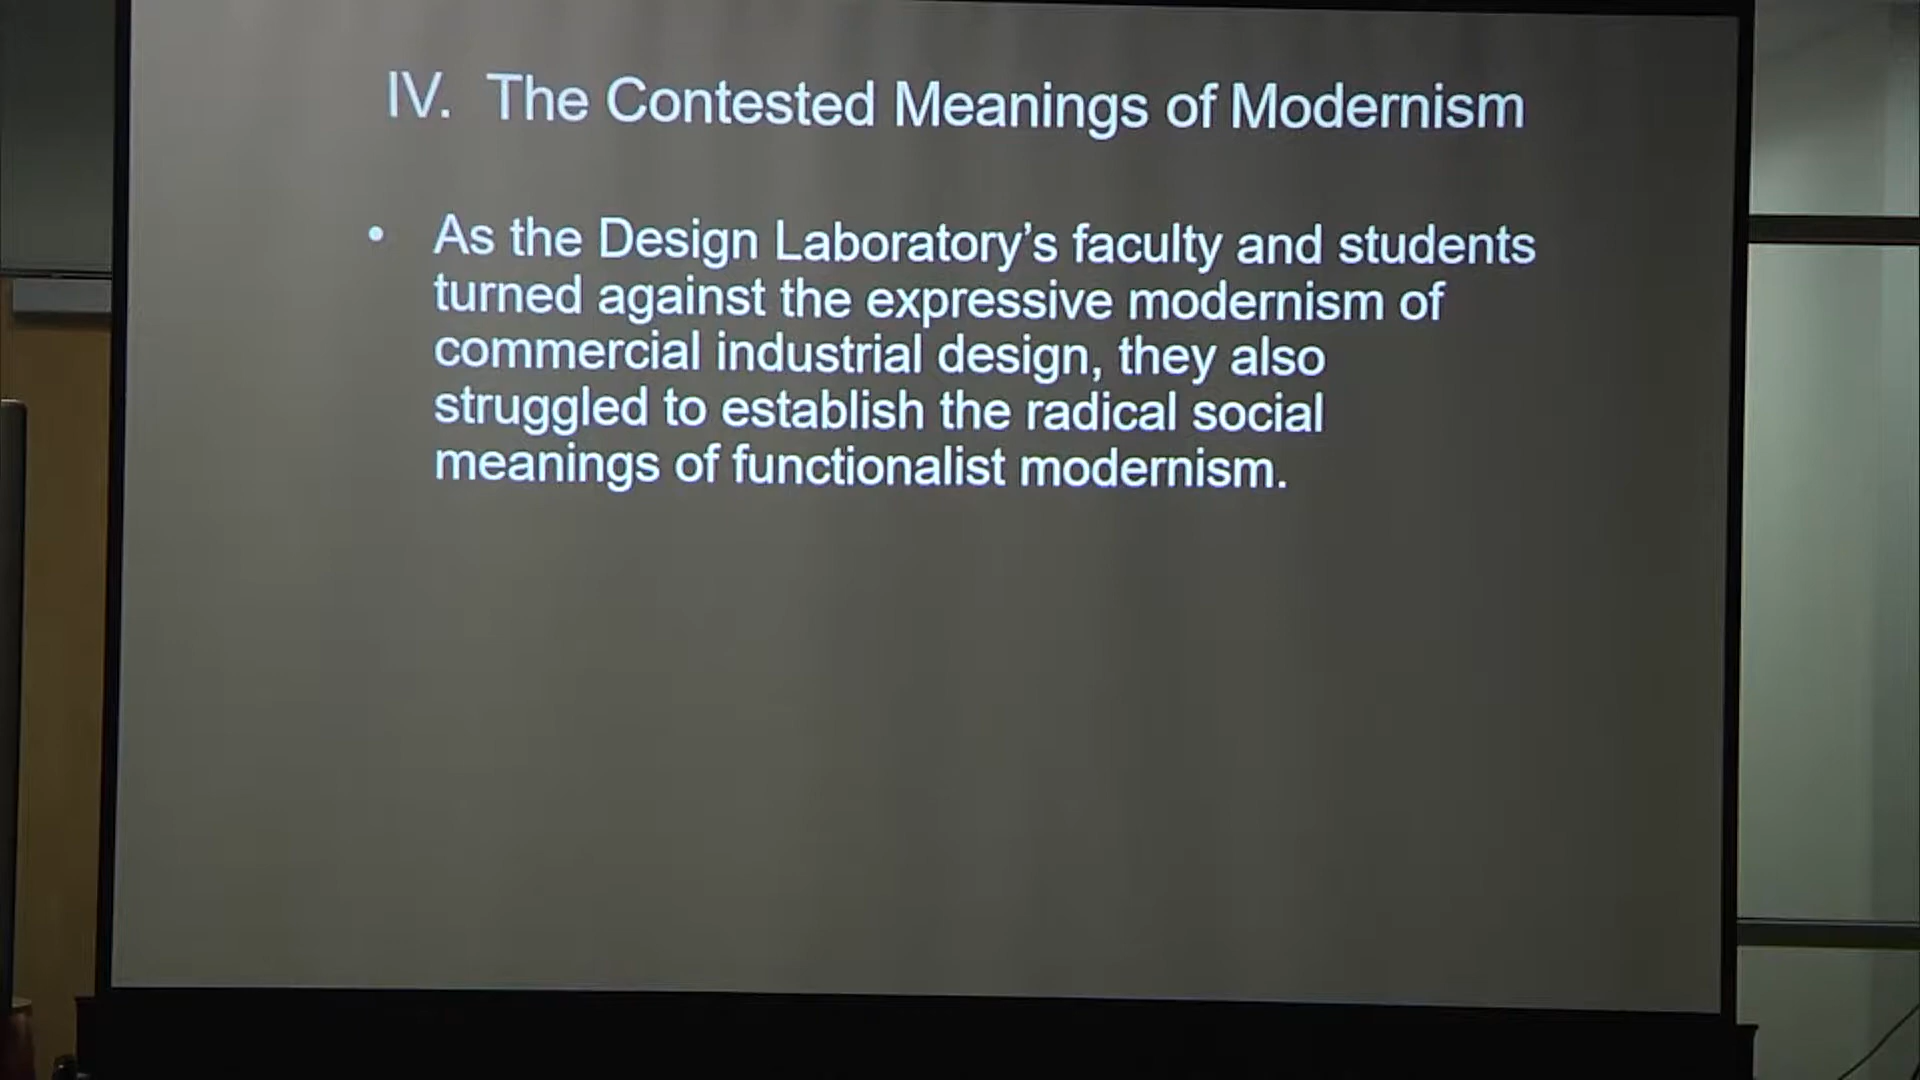 IV. The Contested Meanings of Modernism
• As the Design Laboratory's faculty and students
turned against the expressive modernism of
commercial industrial design, they also
struggled to establish the radical social
meanings of functionalist modernism.